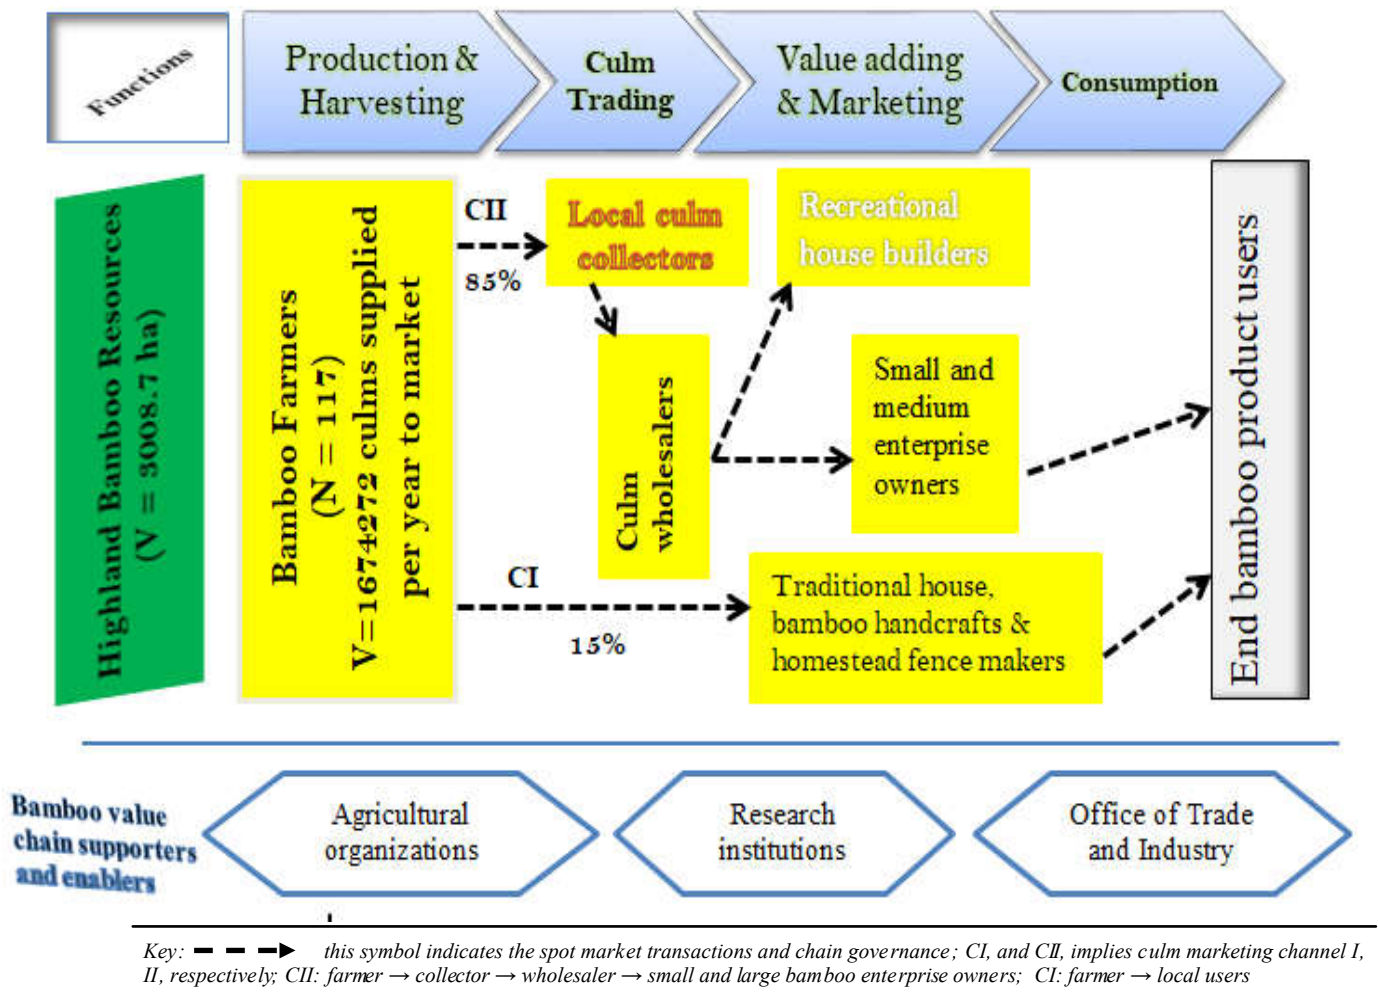 Functions
Production &
Harvesting
Culm
Trading
Value adding
& Marketing
Consumption
Highland Bamboo Resources
(V = 3008.7 ha)
Bamboo Farmers
(N = 117)
V=1674272 culms supplied
per year to market
CII
85%
Local culm
collectors
Culm
wholesalers
Recreational
house builders
Small and
medium
enterprise
owners
CI
15%
Traditional house,
bamboo handcrafts &
homestead fence makers
End bamboo product users
Bamboo value
chain supporters
and enablers
Agricultural
organizations
Research
institutions
Office of Trade
and Industry
Key: this symbol indicates the spot market transactions and chain governance; CI, and CII, implies culm marketing channel I,
II, respectively; CII: farmer → collector → wholesaler → small and large bamboo enterprise owners; CI: farmer → local users